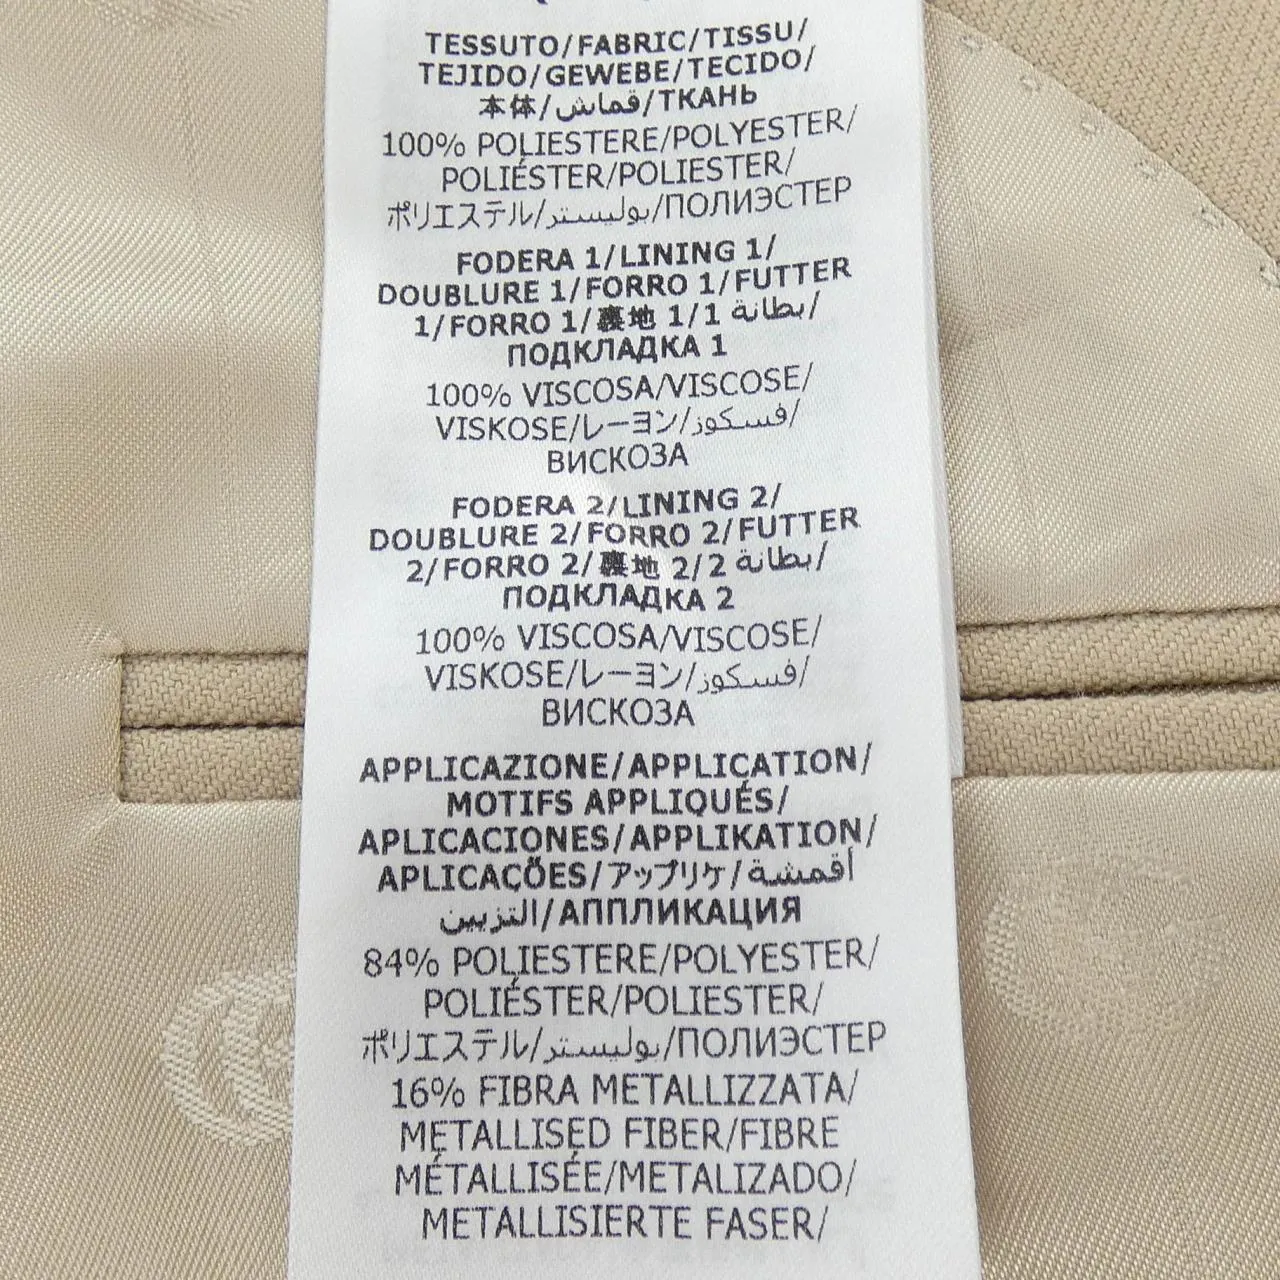 TESSUTO/FABRIC/TISSU/
TEJIDO/GEWEBE/TECIDO/
本体/قماش/ТКАНЬ
100% POLIESTERE/POLYESTER/
POLIÉSTER/POLIESTER/
ポリエステル/بوليستر/ПОЛИЭСТЕР
FODERA 1/LINING 1/
DOUBLURE 1/FORRO 1/FUTTER
1/FORRO 1/裏地 1/1 بطانة/
ПОДКЛАДКА 1
100% VISCOSA/VISCOSE/
VISKOSE/レーヨン/فسكوز/
ВИСКОЗА
FODERA 2/LINING 2/
DOUBLURE 2/FORRO 2/FUTTER
2/FORRO 2/裏地 2/2 بطانة/
ПОДКЛАДКА 2
100% VISCOSA/VISCOSE/
VISKOSE/レーヨン/فسكوز/
ВИСКОЗА
APPLICAZIONE/APPLICATION/
MOTIFS APPLIQUÉS/
APLICACIONES/APPLIKATION/
APLICAÇÕES/アップリケ/أقمشة
التزيين/АППЛИКАЦИЯ
84% POLIESTERE/POLYESTER/
POLIÉSTER/POLIESTER/
ポリエステル/بوليستر/ПОЛИЭСТЕР
16% FIBRA METALLIZZATA/
METALLISED FIBER/FIBRE
MÉTALLISÉE/METALIZADO/
METALLISIERTE FASER/